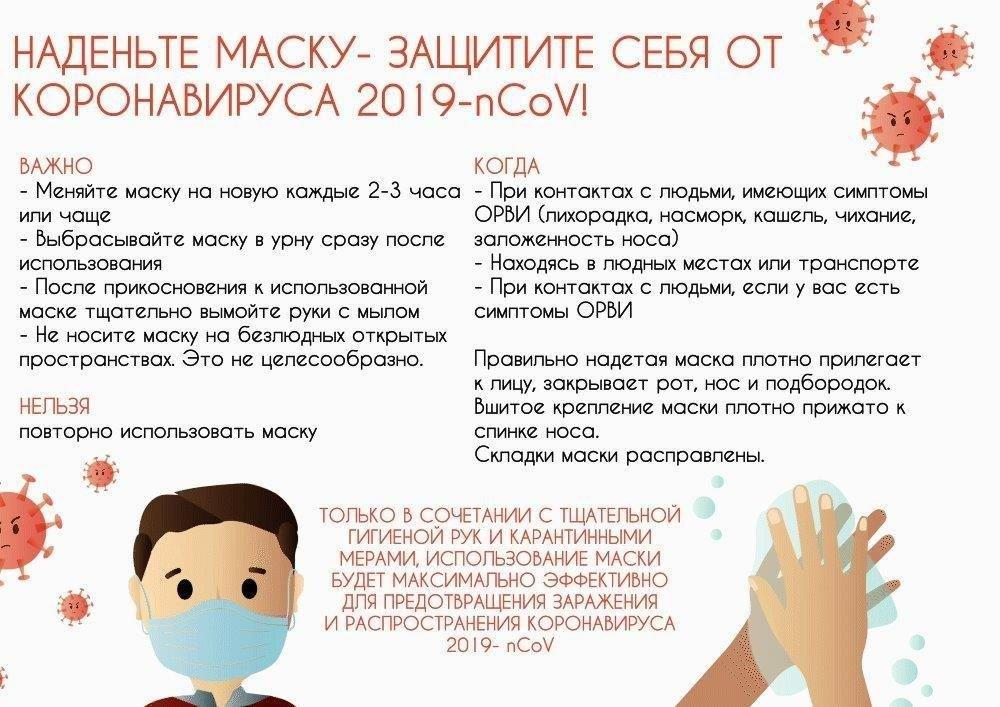 НАДЕНЬТЕ МАСКУ- ЗАЩИТИТЕ СЕБЯ ОТ
КОРОНАВИРУСА 2019-nCoV!
ВАЖНО
- Меняйте маску на новую каждые 2-3 часа
или чаще
- Выбрасывайте маску в урну сразу после
использования
- После прикосновения к использованной
маске тщательно вымойте руки с мылом
- Не носите маску на безлюдных открытых
пространствах. Это не целесообразно.
НЕЛЬЗЯ
повторно использовать маску
КОГДА
- При контактах с людьми, имеющих симптомы
ОРВИ (лихорадка, насморк, кашель, чихание,
заложенность носа)
- Находясь в людных местах или транспорте
- При контактах с людьми, если у вас есть
симптомы ОРВИ
Правильно надетая маска плотно прилегает
к лицу, закрывает рот, нос и подбородок.
Вшитое крепление маски плотно прижато к
спинке носа.
Складки маски расправлены.
ТОЛЬКО В СОЧЕТАНИИ С ТЩАТЕЛЬНОЙ
ГИГИЕНОЙ РУК И КАРАНТИННЫМИ
МЕРАМИ, ИСПОЛЬЗОВАНИЕ МАСКИ
БУДЕТ МАКСИМАЛЬНО ЭФФЕКТИВНО
ДЛЯ ПРЕДОТВРАЩЕНИЯ ЗАРАЖЕНИЯ
И РАСПРОСТРАНЕНИЯ КОРОНАВИРУСА
2019- nCoV